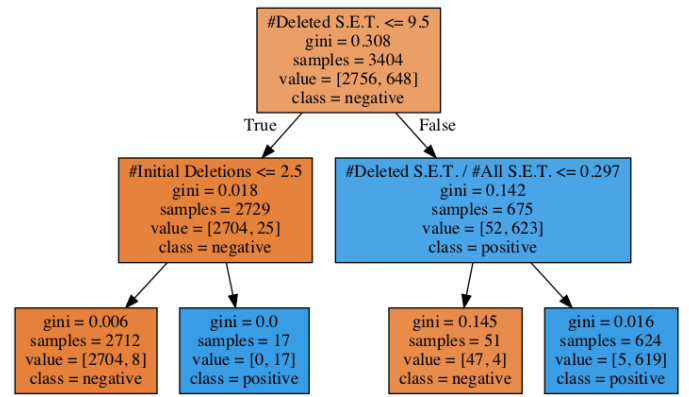 #Deleted S.E.T. <= 9.5
gini = 0.308
samples = 3404
value = [2756, 648]
class = negative
True
False
#Initial Deletions <= 2.5
gini = 0.018
samples = 2729
value = [2704, 25]
class = negative
#Deleted S.E.T. / #All S.E.T. <= 0.297
gini = 0.142
samples = 675
value = [52, 623]
class = positive
gini = 0.006
samples = 2712
value = [2704, 8]
class = negative
gini = 0.0
samples = 17
value = [0, 17]
class = positive
gini = 0.145
samples = 51
value = [47, 4]
class = negative
gini = 0.016
samples = 624
value = [5, 619]
class = positive